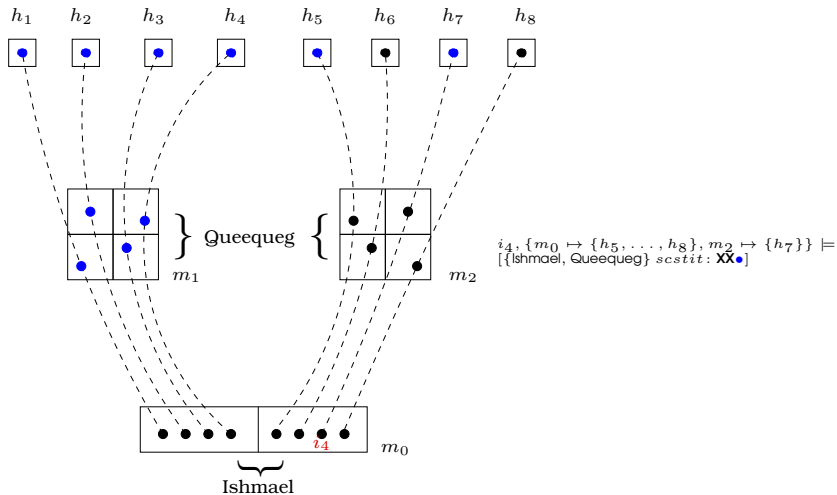 h₁ h₂ h₃ h₄ h₅ h₆ h₇ h₈
} Queequeg {
m₁ m₂
i₄, {m₀ ↦ {h₅, . . . , h₈}, m₂ ↦ {h₇}} ⊨
[{Ishmael, Queequeg} scstit: XX●]
i₄
m₀
Ishmael